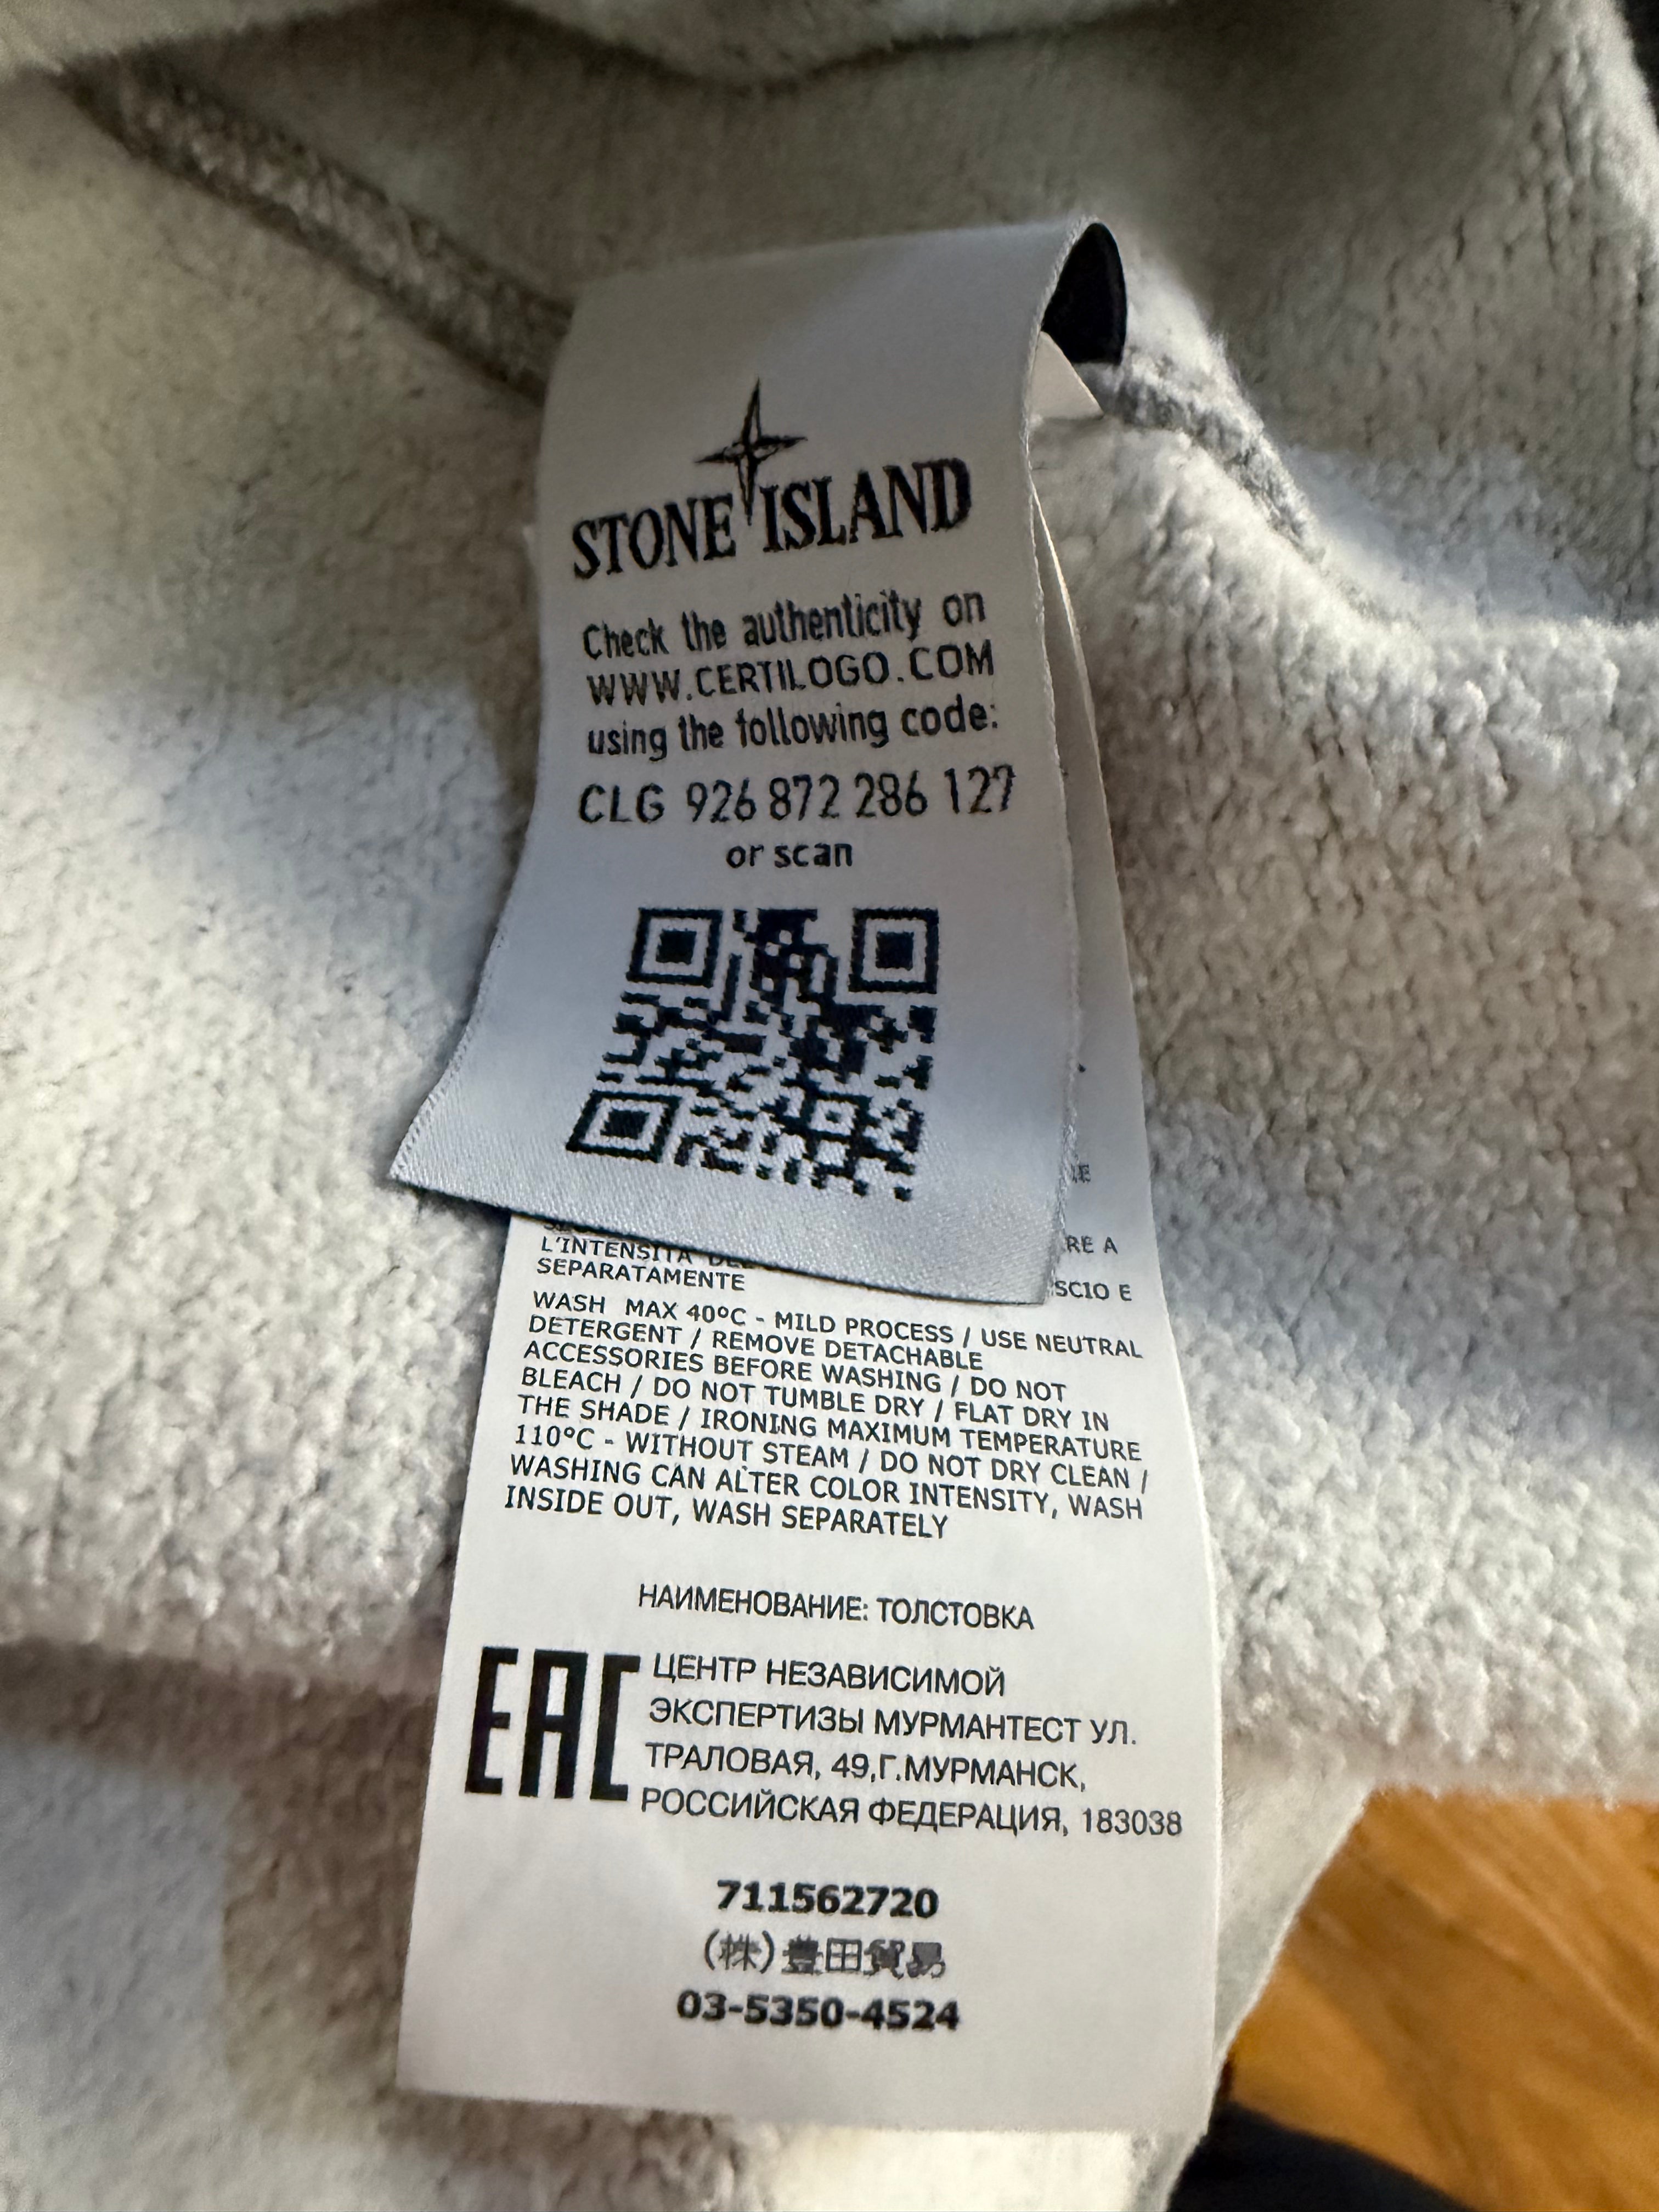 STONE ISLAND
Check the authenticity on
WWW.CERTILOGO.COM
using the following code:
CLG 926 872 286 127
or scan
RE A
L'INTENSITA
SCIO E
SEPARATAMENTE
WASH MAX 40°C - MILD PROCESS / USE NEUTRAL
DETERGENT / REMOVE DETACHABLE
ACCESSORIES BEFORE WASHING / DO NOT
BLEACH / DO NOT TUMBLE DRY / FLAT DRY IN
THE SHADE / IRONING MAXIMUM TEMPERATURE
110°C - WITHOUT STEAM / DO NOT DRY CLEAN /
WASHING CAN ALTER COLOR INTENSITY, WASH
INSIDE OUT, WASH SEPARATELY
НАИМЕНОВАНИЕ: ТОЛСТОВКА
EAC
ЦЕНТР НЕЗАВИСИМОЙ
ЭКСПЕРТИЗЫ МУРМАНТЕСТ УЛ.
ТРАЛОВАЯ, 49,Г.МУРМАНСК,
РОССИЙСКАЯ ФЕДЕРАЦИЯ, 183038
711562720
(株)豊田貿易
03-5350-4524